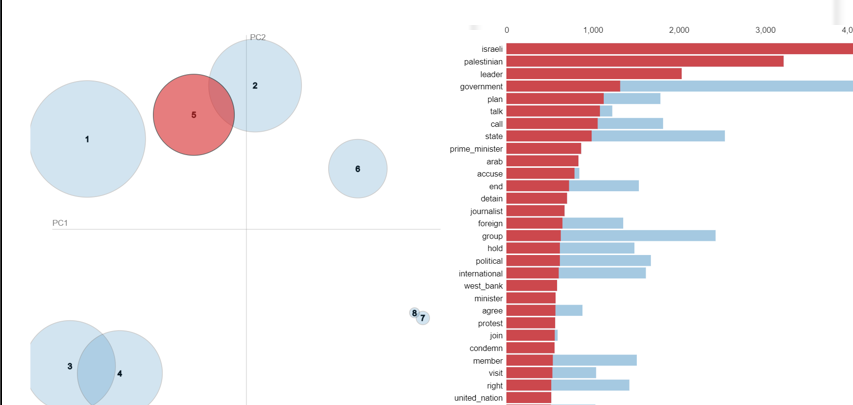 PC2
2
5
1
6
PC1
8
7
3
4
0 1,000 2,000 3,000 4,0
israeli
palestinian
leader
government
plan
talk
call
state
prime_minister
arab
accuse
end
detain
journalist
foreign
group
hold
political
international
west_bank
minister
agree
protest
join
condemn
member
visit
right
united_nation